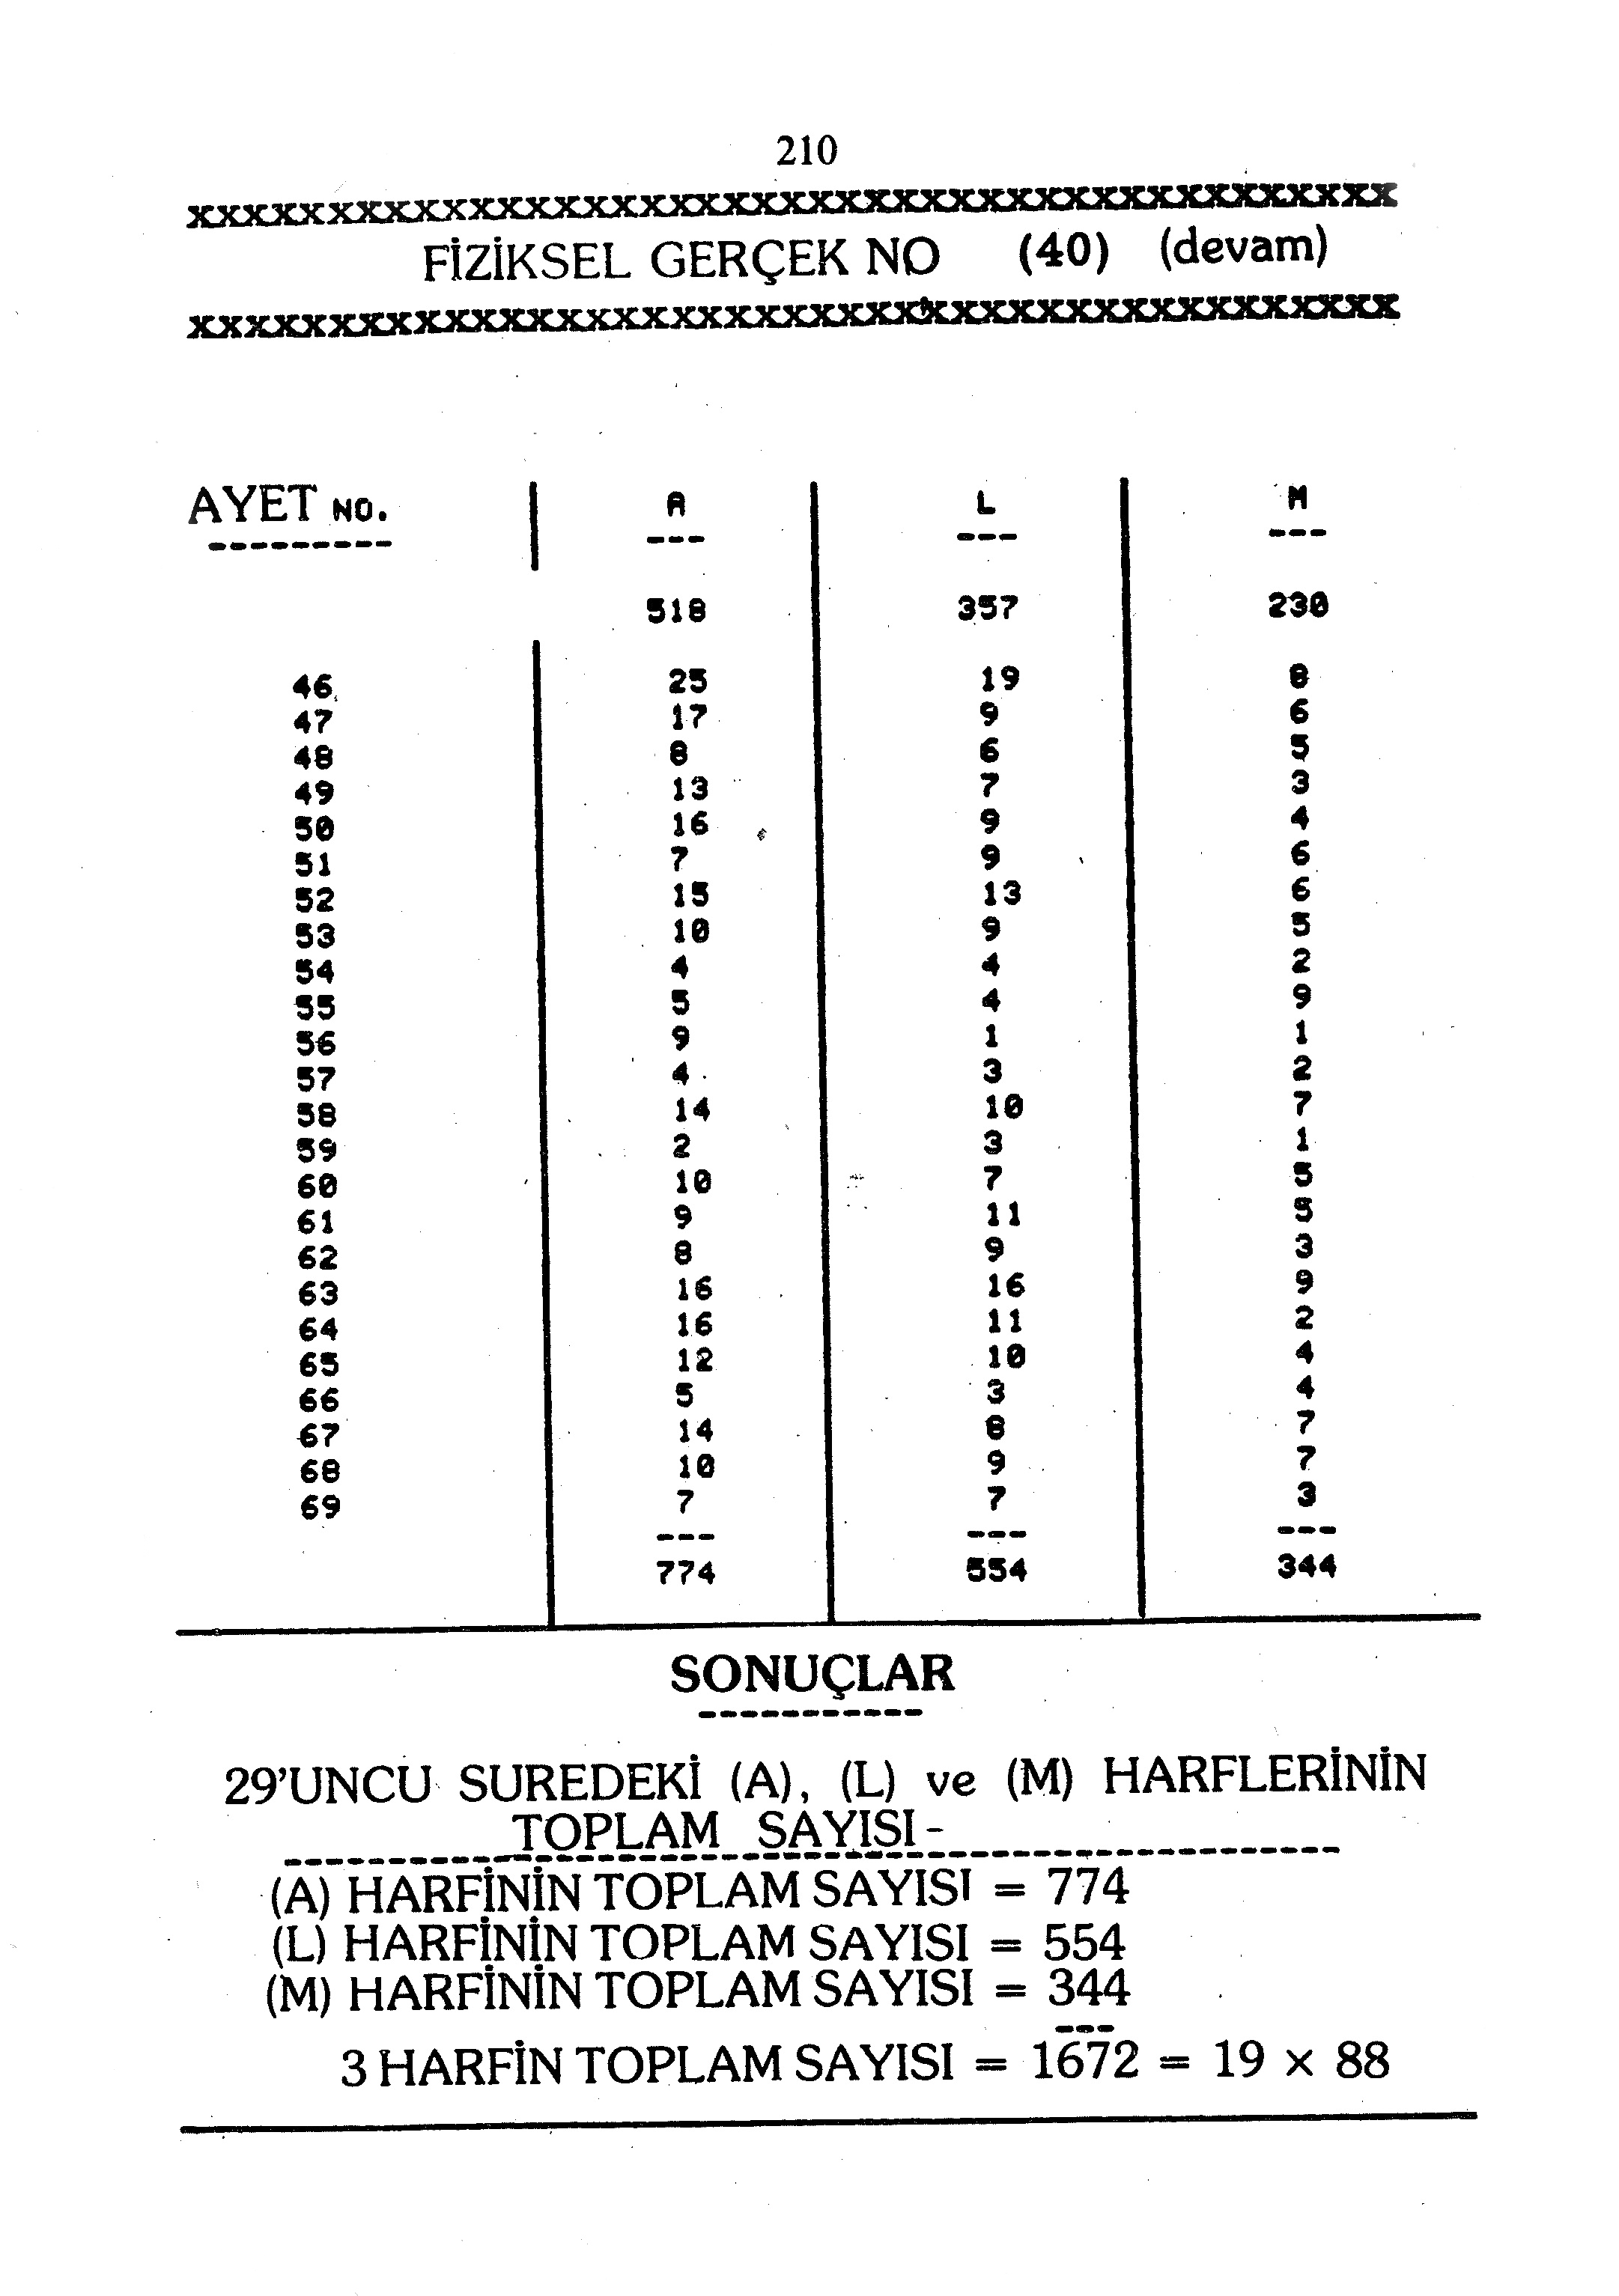 210
xxxxxxxxxxxxxxxxxxxxxxxxxxxxxxxxxxxxxxxxxxx
FİZİKSEL GERÇEK NO (40) (devam)
xxxxxxxxxxxxxxxxxxxxxxxxxxxxxxxxxxxxxxxxxxx
AYET NO. | A | L | M
--------- --- --- ---
518 357 230
46 25 19 8
47 17 9 6
48 8 6 5
49 13 7 3
50 16 9 4
51 7 9 6
52 15 13 6
53 10 9 5
54 4 4 2
55 5 4 9
56 9 1 1
57 4 3 2
58 14 10 7
59 2 3 1
60 10 7 5
61 9 11 5
62 8 9 3
63 16 16 9
64 16 11 2
65 12 10 4
66 5 3 4
67 14 8 7
68 10 9 7
69 7 7 3
--- --- ---
774 554 344
SONUÇLAR
-----------
29'UNCU SUREDEKİ (A), (L) ve (M) HARFLERİNİN
TOPLAM SAYISI-
(A) HARFİNİN TOPLAM SAYISI = 774
(L) HARFİNİN TOPLAM SAYISI = 554
(M) HARFİNİN TOPLAM SAYISI = 344
---
3 HARFİN TOPLAM SAYISI = 1672 = 19 x 88